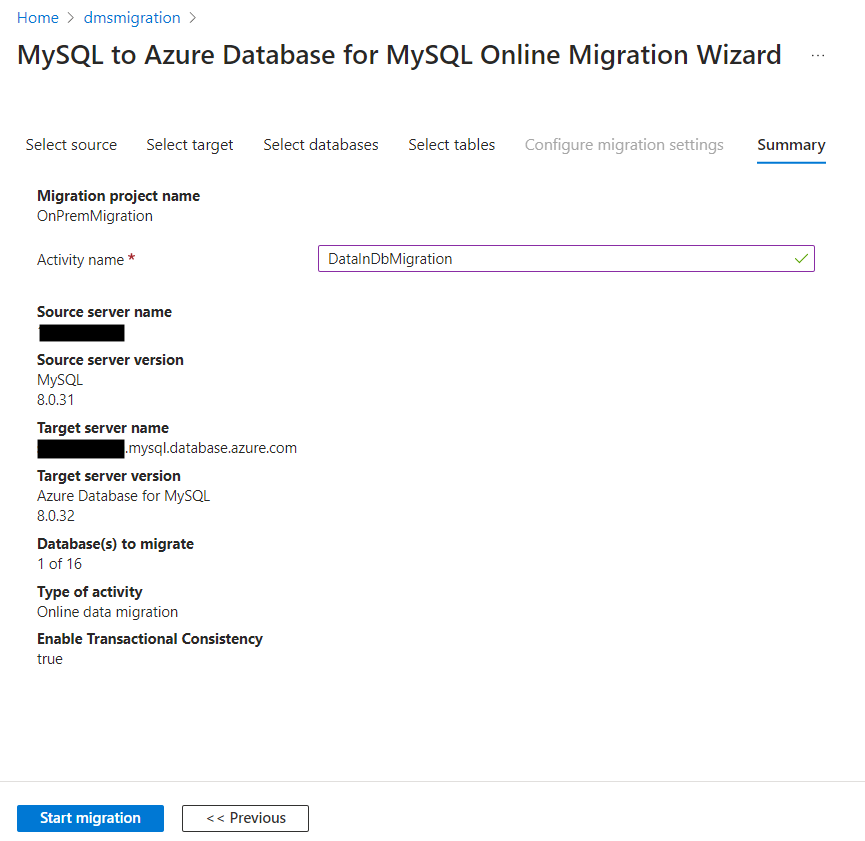 Home > dmsmigration >
MySQL to Azure Database for MySQL Online Migration Wizard ...
Select source Select target Select databases Select tables Configure migration settings Summary
Migration project name
OnPremMigration
Activity name * DataInDbMigration
Source server name
Source server version
MySQL
8.0.31
Target server name
.mysql.database.azure.com
Target server version
Azure Database for MySQL
8.0.32
Database(s) to migrate
1 of 16
Type of activity
Online data migration
Enable Transactional Consistency
true
Start migration << Previous